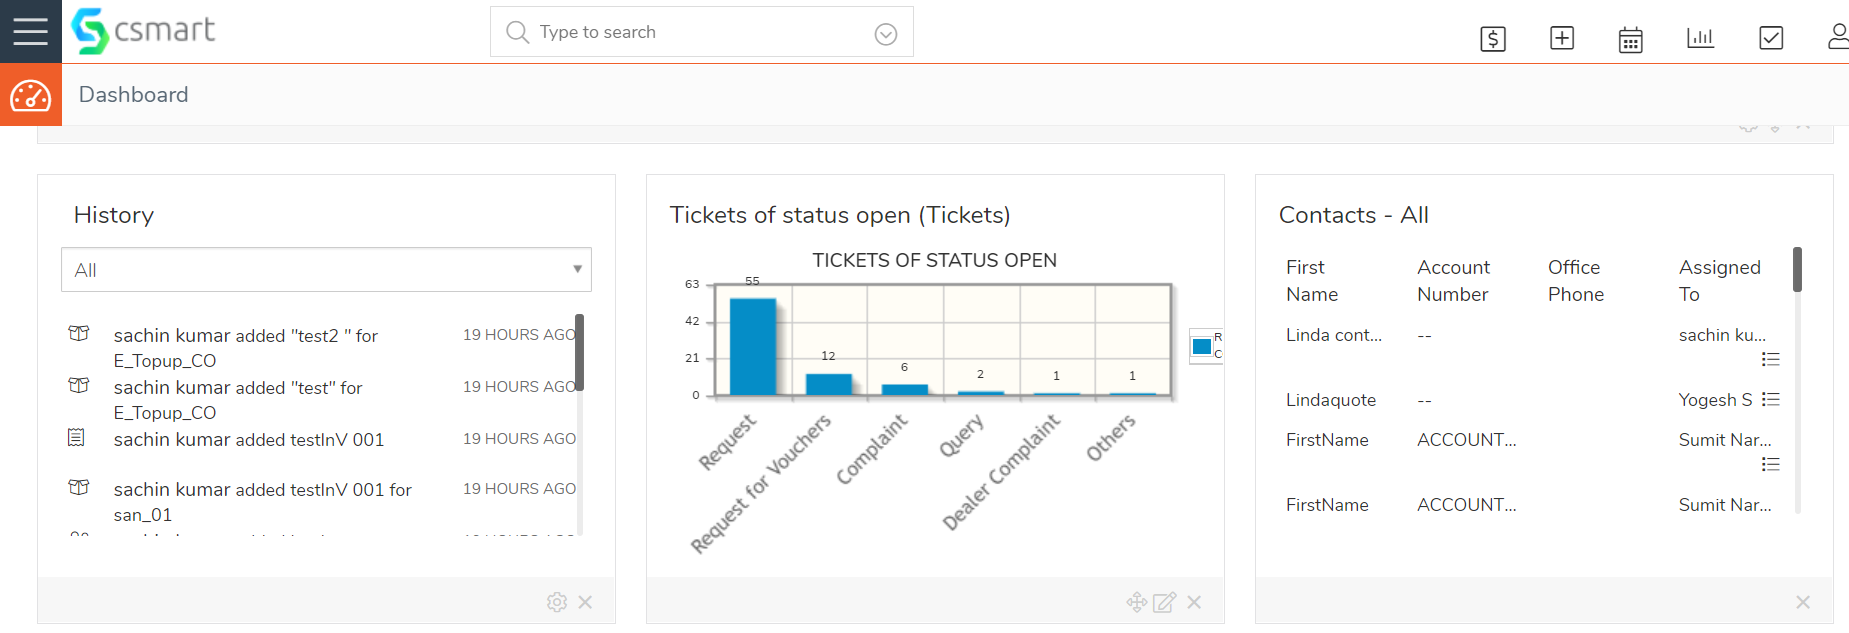 csmart
Type to search
Dashboard
History
All
sachin kumar added "test2 " for
E_Topup_CO
19 HOURS AGO
sachin kumar added "test" for
E_Topup_CO
19 HOURS AGO
sachin kumar added testInV 001
19 HOURS AGO
sachin kumar added testInV 001 for
san_01
19 HOURS AGO
Tickets of status open (Tickets)
TICKETS OF STATUS OPEN
63
42
21
0
55
12
6
2
1
1
Request
Request for Vouchers
Complaint
Query
Dealer Complaint
Others
R
C
Contacts - All
First
Name
Account
Number
Office
Phone
Assigned
To
Linda cont... -- sachin ku...
Lindaquote -- Yogesh S
FirstName ACCOUNT... Sumit Nar...
FirstName ACCOUNT... Sumit Nar...